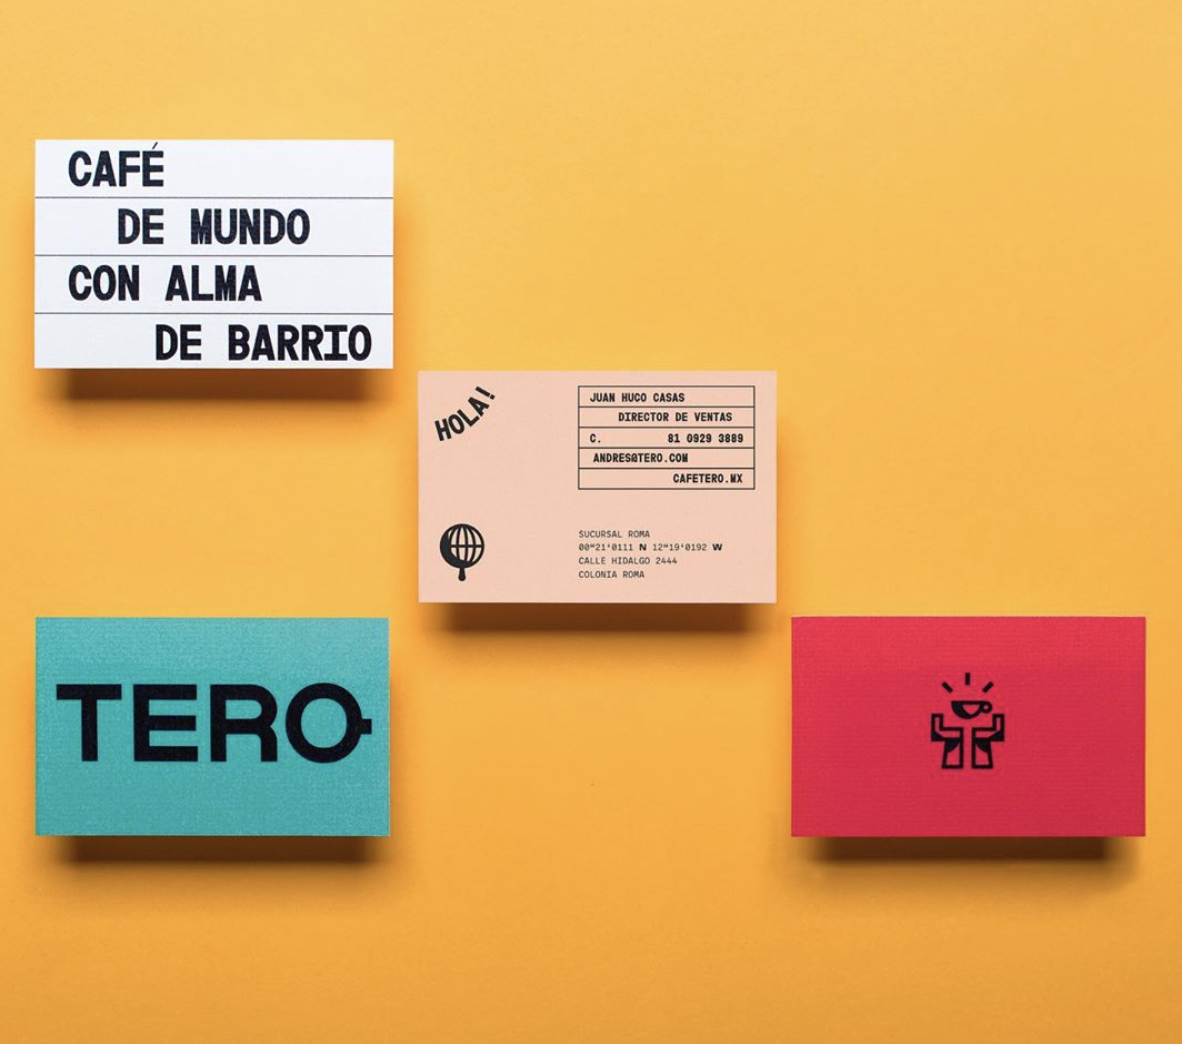 CAFÉ
DE MUNDO
CON ALMA
DE BARRIO
HOLA!
JUAN HUGO CASAS
DIRECTOR DE VENTAS
C. 81 0929 3889
ANDRES@TERO.COM
CAFETERO.MX
SUCURSAL ROMA
00"21'0111 N 12"19'0192 W
CALLE HIDALGO 2444
COLONIA ROMA
TERO